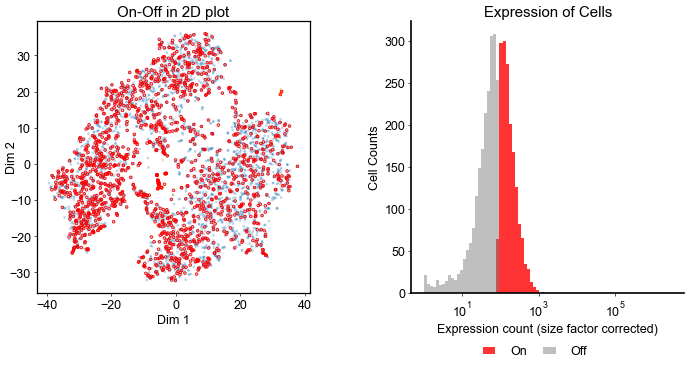 On-Off in 2D plot
Dim 2
30
20
10
0
−10
−20
−30
−40
−20
0
20
40
Dim 1
Expression of Cells
Cell Counts
300
250
200
150
100
50
0
10^1
10^3
10^5
Expression count (size factor corrected)
On
Off